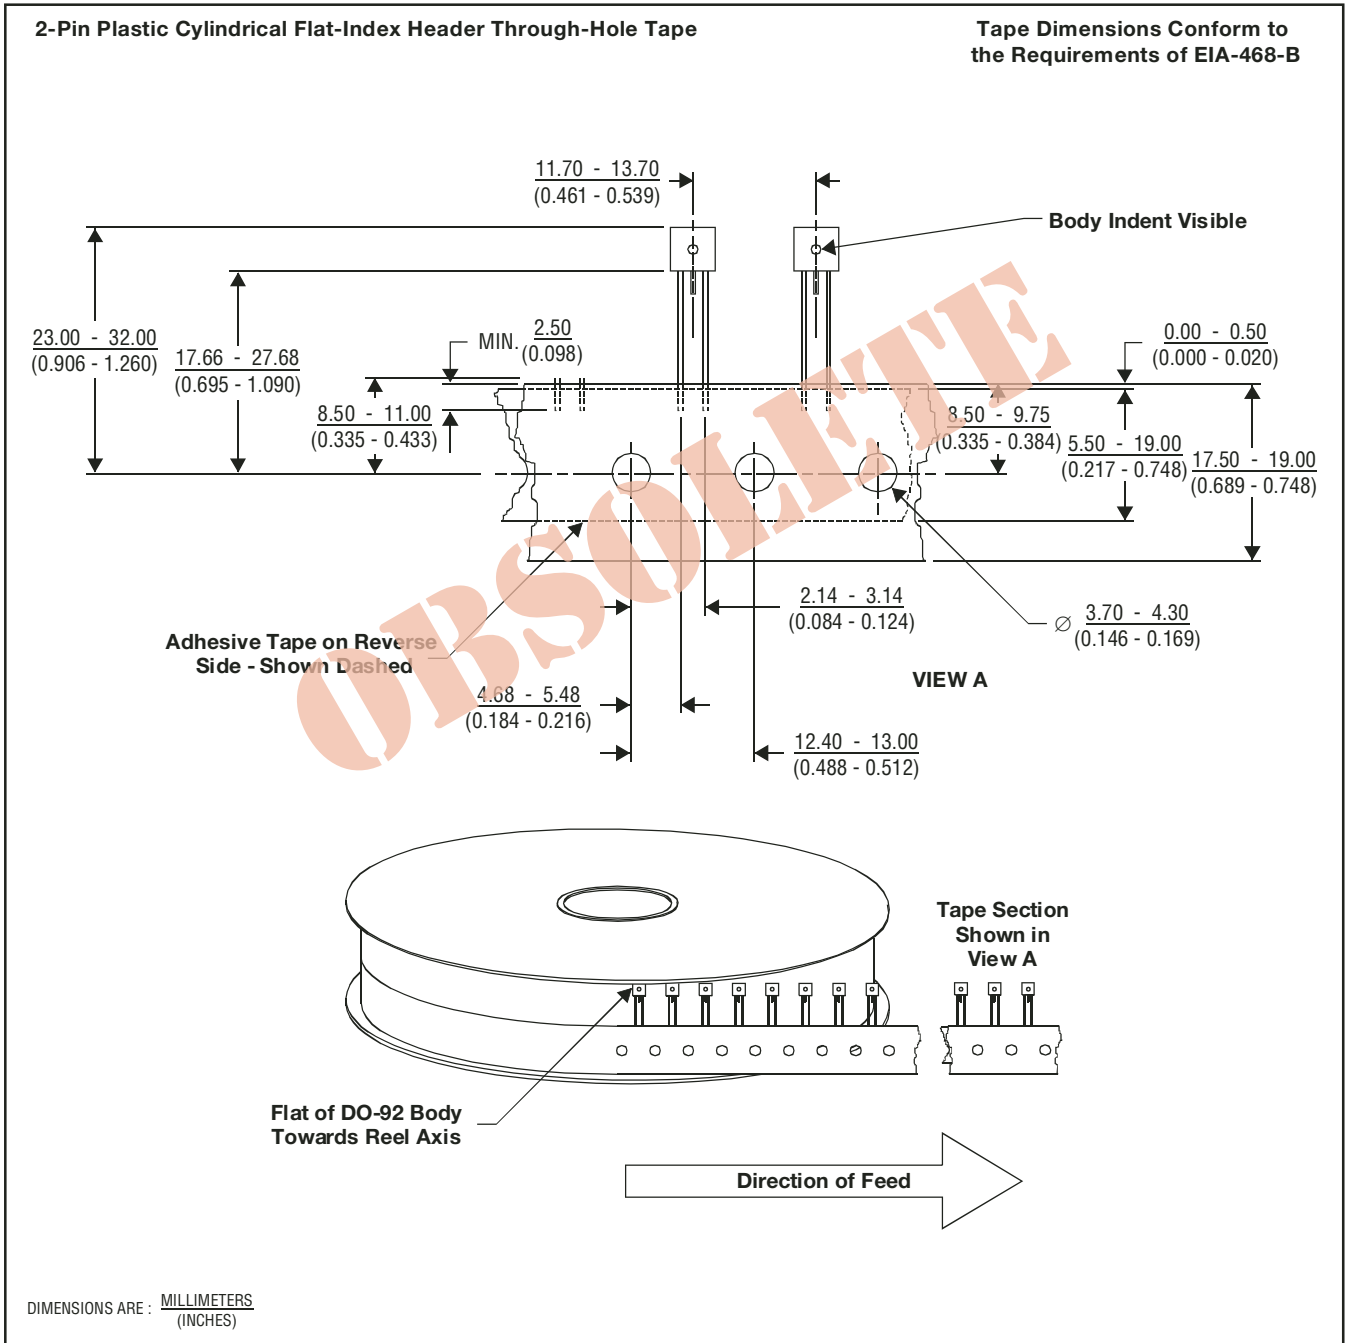 2-Pin Plastic Cylindrical Flat-Index Header Through-Hole Tape
Tape Dimensions Conform to
the Requirements of EIA-468-B
11.70 - 13.70
(0.461 - 0.539)
Body Indent Visible
23.00 - 32.00
(0.906 - 1.260)
17.66 - 27.68
(0.695 - 1.090)
MIN. 2.50
(0.098)
0.00 - 0.50
(0.000 - 0.020)
8.50 - 11.00
(0.335 - 0.433)
8.50 - 9.75
(0.335 - 0.384)
5.50 - 19.00
(0.217 - 0.748)
17.50 - 19.00
(0.689 - 0.748)
OBSOLETE
2.14 - 3.14
(0.084 - 0.124)
Ø 3.70 - 4.30
(0.146 - 0.169)
Adhesive Tape on Reverse
Side - Shown Dashed
VIEW A
4.68 - 5.48
(0.184 - 0.216)
12.40 - 13.00
(0.488 - 0.512)
Tape Section
Shown in
View A
Flat of DO-92 Body
Towards Reel Axis
Direction of Feed
DIMENSIONS ARE : MILLIMETERS
(INCHES)